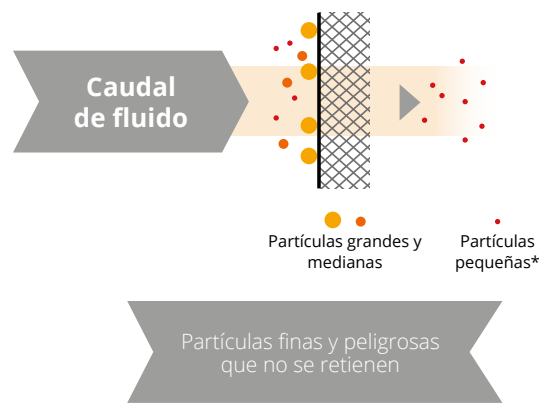 Caudal
de fluido
Partículas grandes y
medianas
Partículas
pequeñas*
Partículas finas y peligrosas
que no se retienen